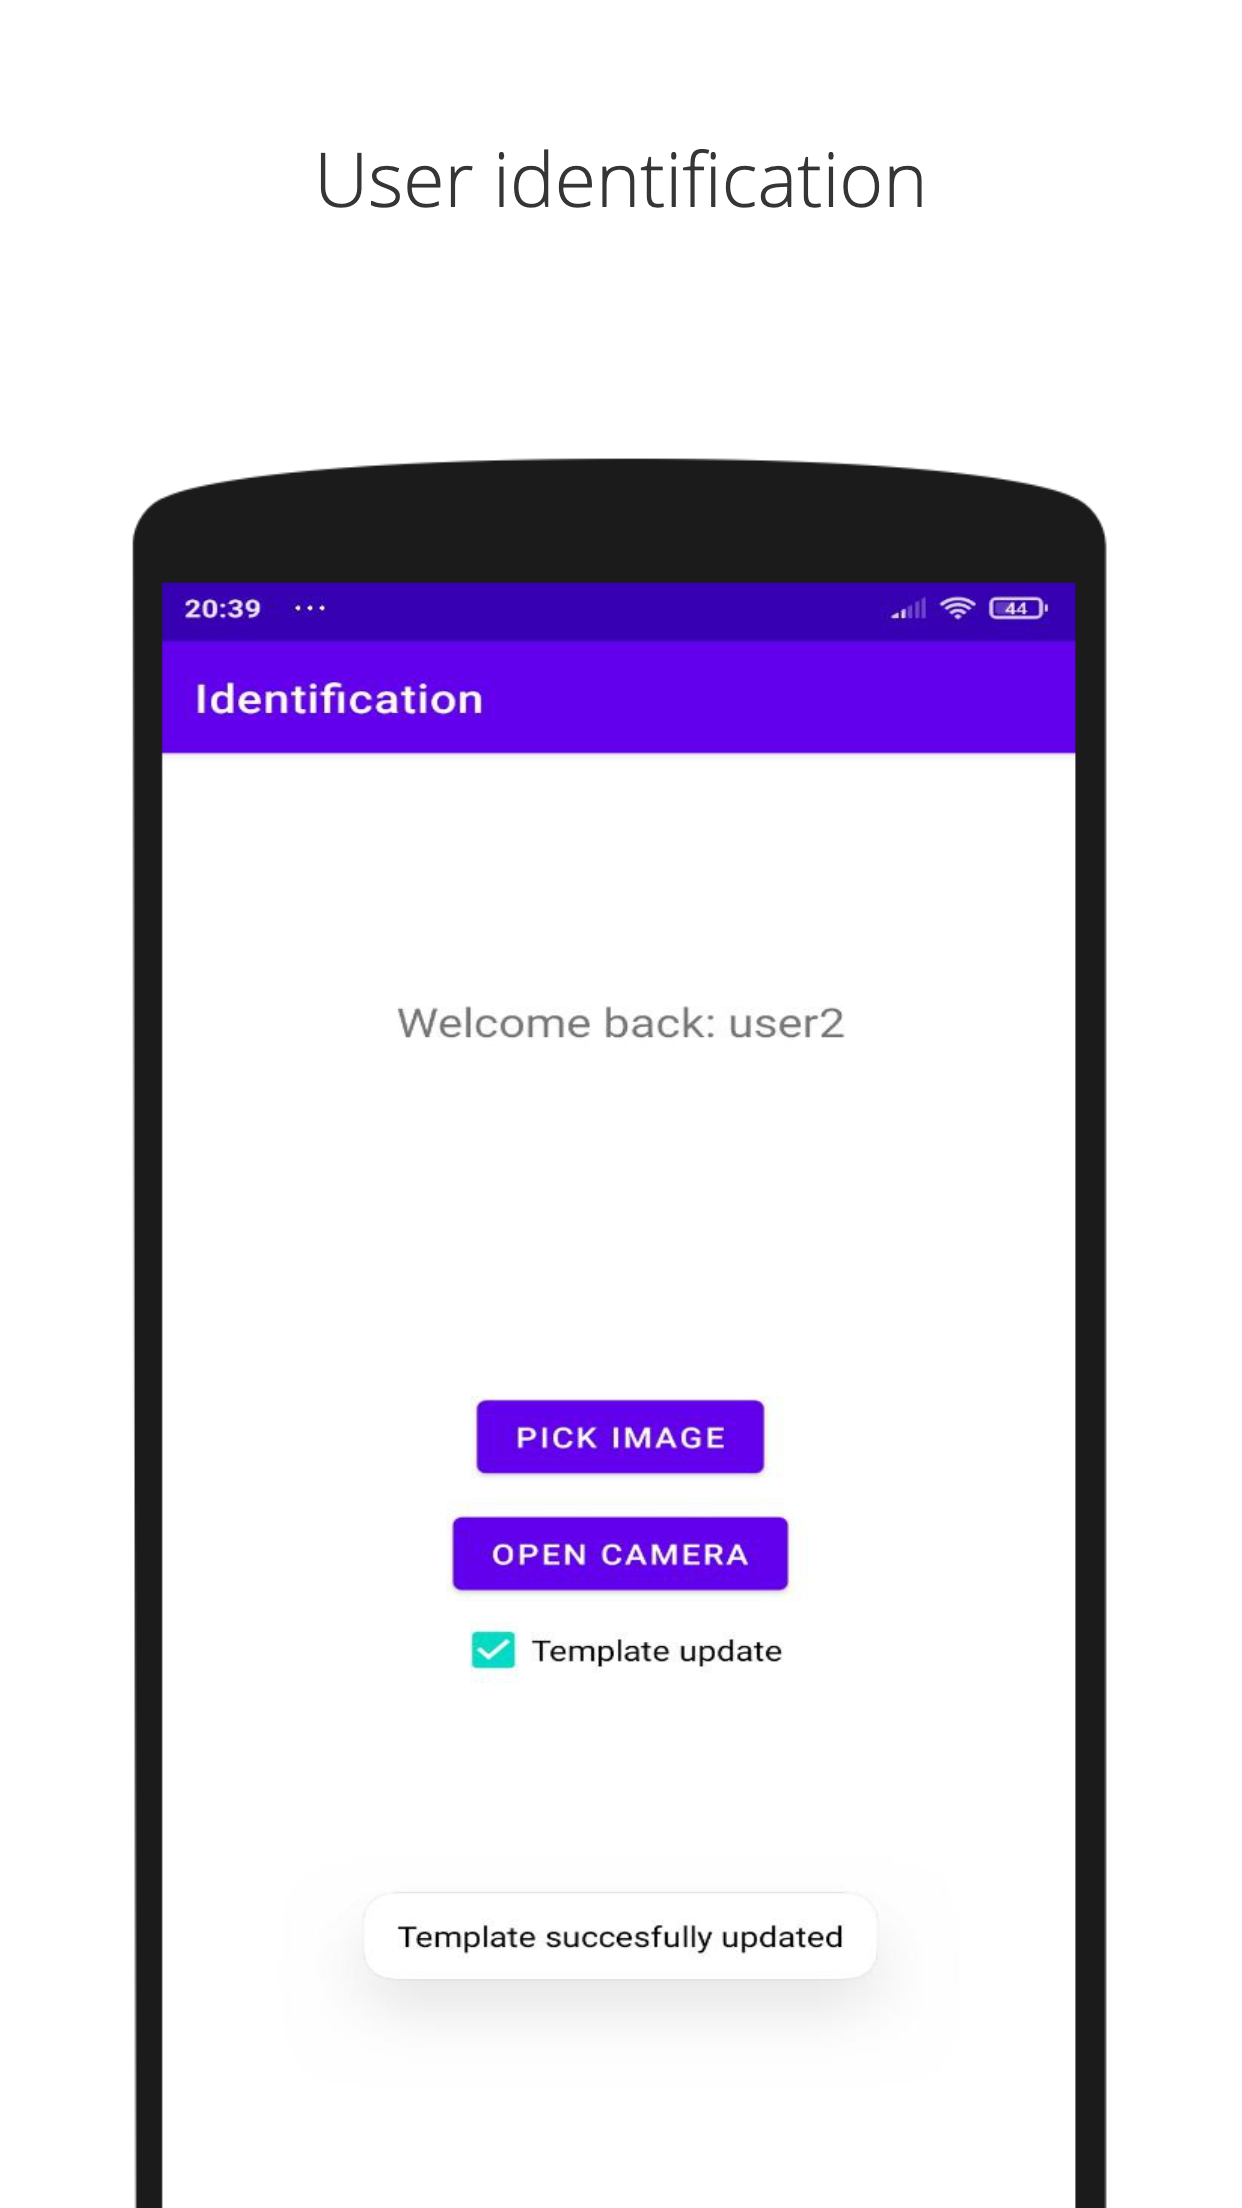 User identification
20:39 ...
44
Identification
Welcome back: user2
PICK IMAGE
OPEN CAMERA
Template update
Template succesfully updated